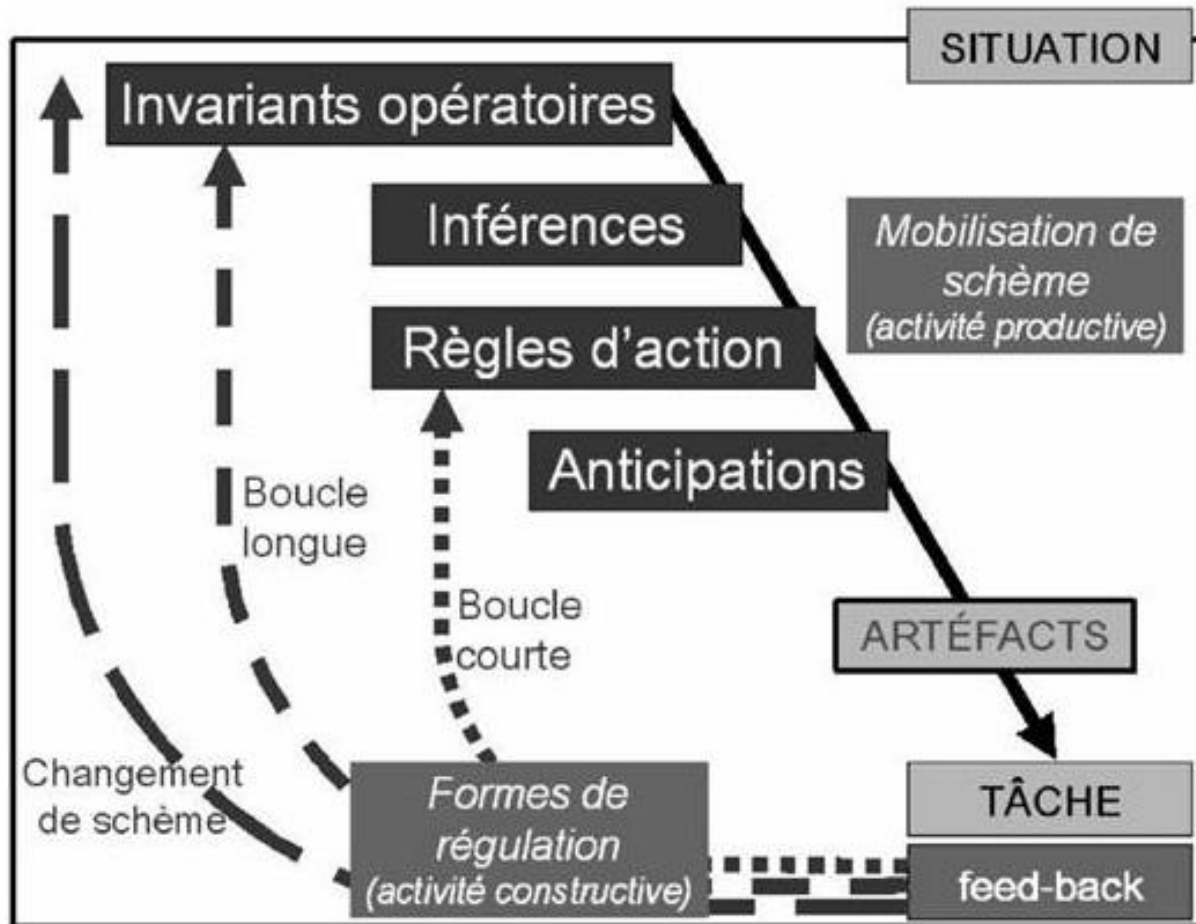 SITUATION
Invariants opératoires
Inférences
Mobilisation de
schème
(activité productive)
Règles d'action
Anticipations
Boucle
longue
Boucle
courte
ARTÉFACTS
Changement
de schème
Formes de
régulation
(activité constructive)
TÂCHE
feed-back